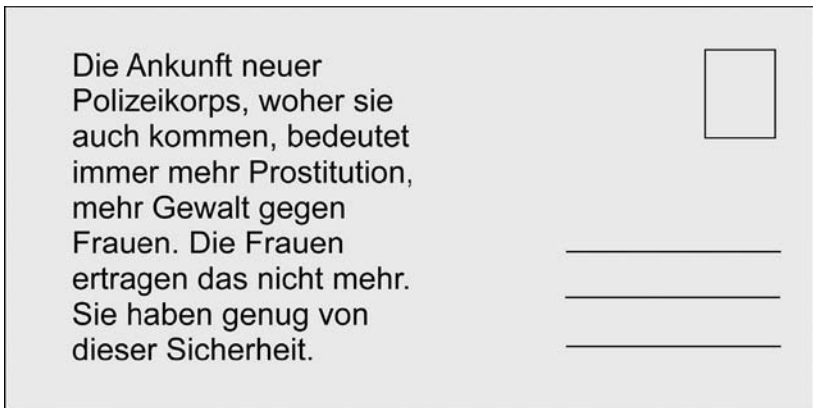 Die Ankunft neuer
Polizeikorps, woher sie
auch kommen, bedeutet
immer mehr Prostitution,
mehr Gewalt gegen
Frauen. Die Frauen
ertragen das nicht mehr.
Sie haben genug von
dieser Sicherheit.